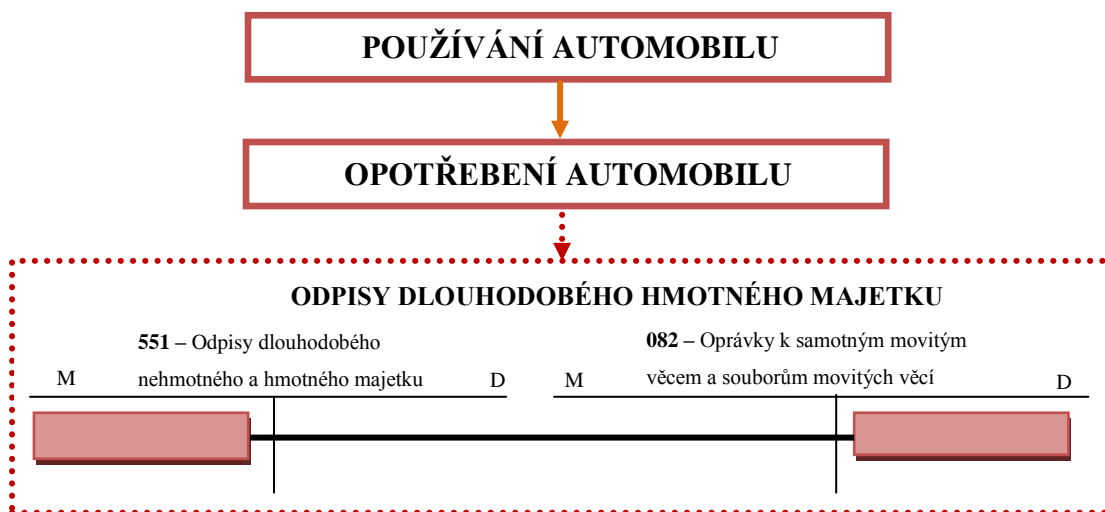 POUŽÍVÁNÍ AUTOMOBILU
OPOTŘEBENÍ AUTOMOBILU
ODPISY DLOUHODOBÉHO HMOTNÉHO MAJETKU
551 – Odpisy dlouhodobého
M nehmotného a hmotného majetku D
082 – Oprávky k samotným movitým
M věcem a souborům movitých věcí D